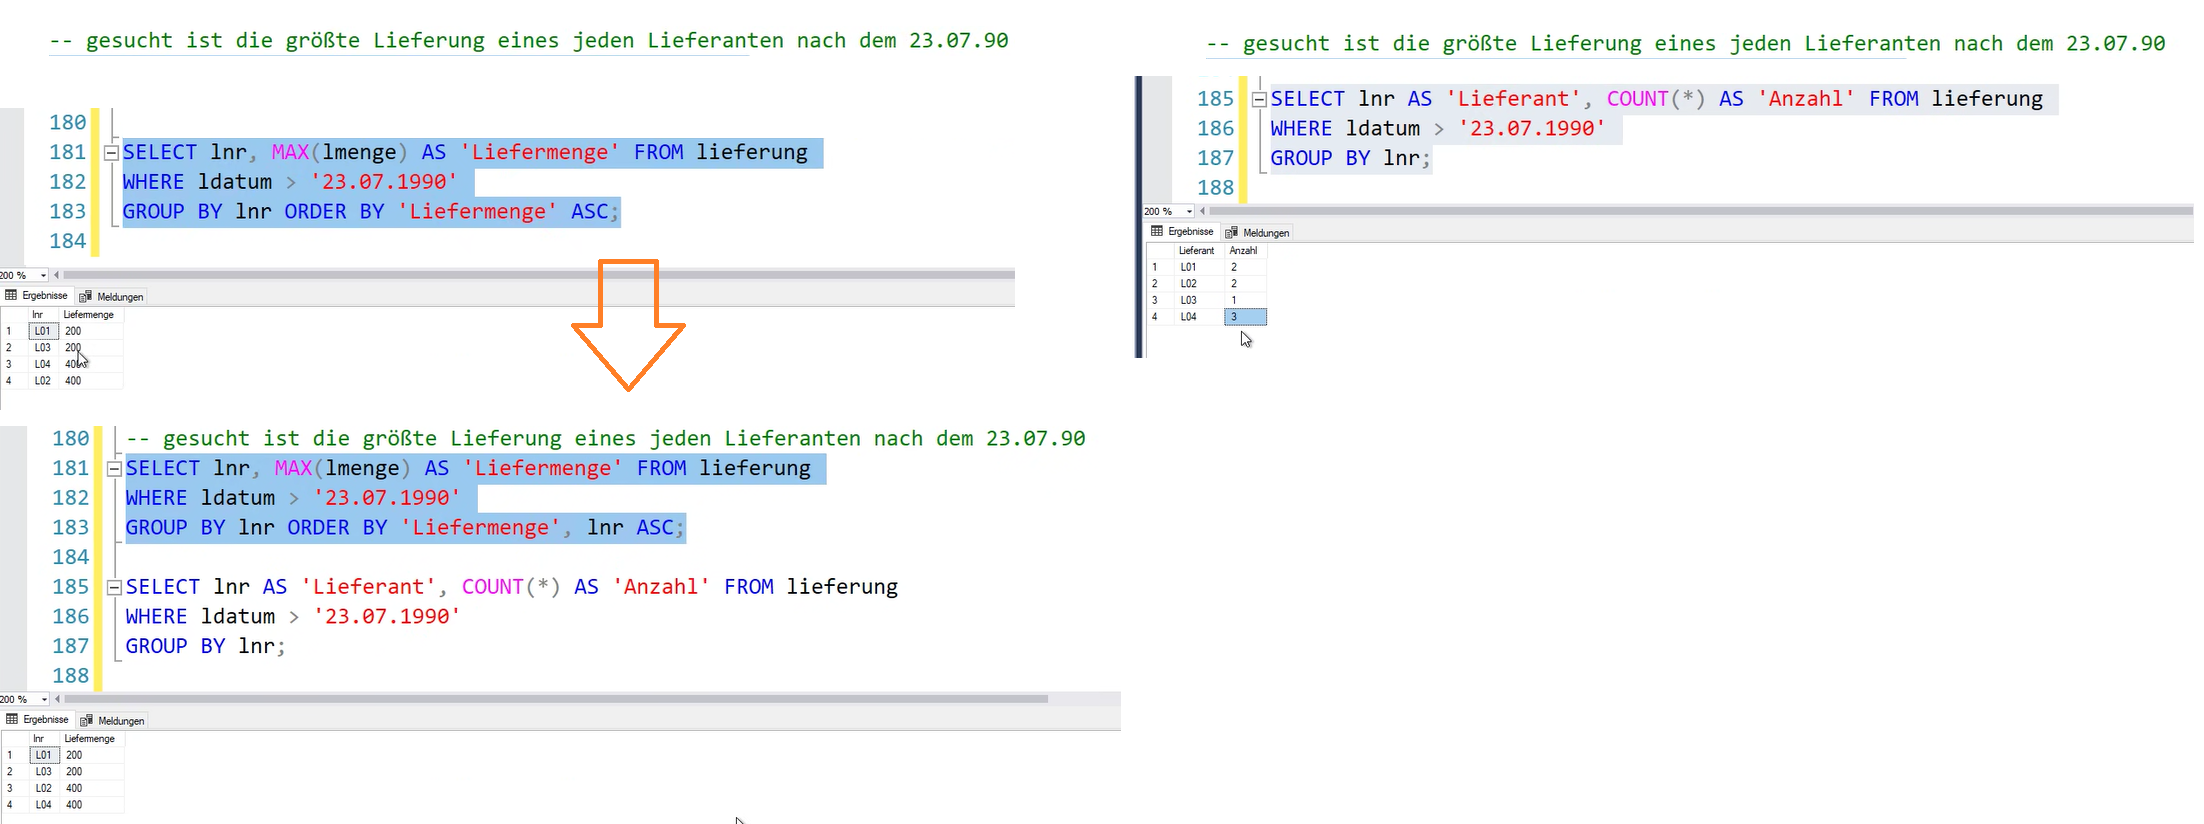 -- gesucht ist die größte Lieferung eines jeden Lieferanten nach dem 23.07.90
180
181 SELECT lnr, MAX(lmenge) AS 'Liefermenge' FROM lieferung
182 WHERE ldatum > '23.07.1990'
183 GROUP BY lnr ORDER BY 'Liefermenge' ASC;
184
200 %
Ergebnisse Meldungen
lnr Liefermenge
1 L01 200
2 L03 200
3 L04 400
4 L02 400
180 -- gesucht ist die größte Lieferung eines jeden Lieferanten nach dem 23.07.90
181 SELECT lnr, MAX(lmenge) AS 'Liefermenge' FROM lieferung
182 WHERE ldatum > '23.07.1990'
183 GROUP BY lnr ORDER BY 'Liefermenge', lnr ASC;
184
185 SELECT lnr AS 'Lieferant', COUNT(*) AS 'Anzahl' FROM lieferung
186 WHERE ldatum > '23.07.1990'
187 GROUP BY lnr;
188
200 %
Ergebnisse Meldungen
lnr Liefermenge
1 L01 200
2 L03 200
3 L02 400
4 L04 400
-- gesucht ist die größte Lieferung eines jeden Lieferanten nach dem 23.07.90
185 SELECT lnr AS 'Lieferant', COUNT(*) AS 'Anzahl' FROM lieferung
186 WHERE ldatum > '23.07.1990'
187 GROUP BY lnr;
188
200 %
Ergebnisse Meldungen
Lieferant Anzahl
1 L01 2
2 L02 2
3 L03 1
4 L04 3